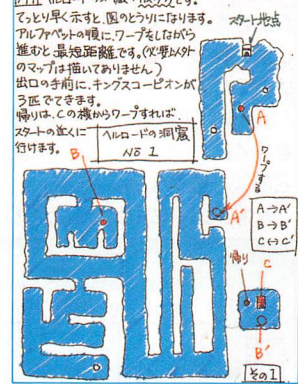 てっとり早く示すと、図のとうりになります。
アルファベットの順に、ワープをしながら
進むと最短距離です。(必要以外
のマップは描いてありません。)
出口の手前に、キングスコーピオンが
3匹でてきます。
帰りは、Cの横からワープすれば
スタートの近くに
行けます。
スタート地点
A
ヘルロードの洞窟
No 1
ワープする
B
A'
A→A'
B→B'
C↔C'
帰り
C
B'
その1